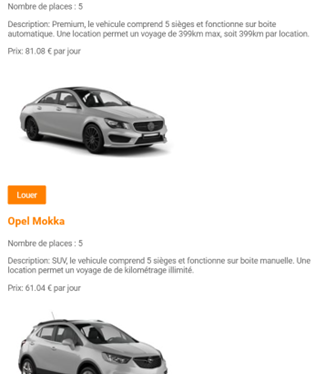 Nombre de places : 5
Description: Premium, le vehicule comprend 5 sièges et fonctionne sur boite
automatique. Une location permet un voyage de 399km max, soit 399km par location.
Prix: 81.08 € par jour
Louer
Opel Mokka
Nombre de places : 5
Description: SUV, le vehicule comprend 5 sièges et fonctionne sur boite manuelle. Une
location permet un voyage de de kilométrage illimité.
Prix: 61.04 € par jour